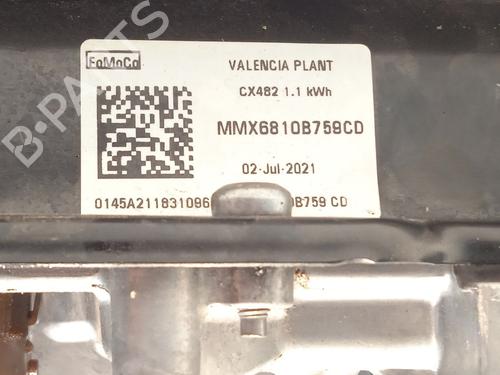 FoMoCo
VALENCIA PLANT
CX482 1.1 kWh
MMX6810B759CD
02-Jul-2021
0145A211831096
0B759 CD
B-PARTS